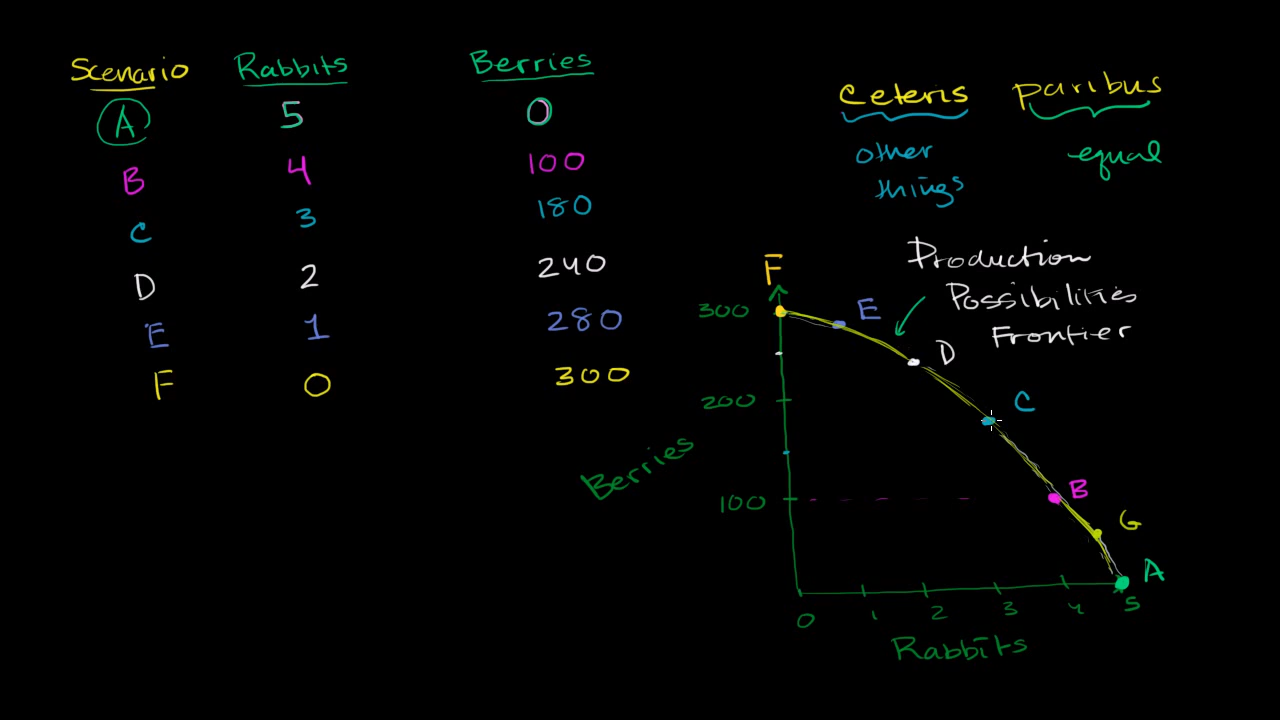 Scenario Rabbits Berries
A 5 0
B 4 100
C 3 180
D 2 240
E 1 280
F 0 300
Ceteris paribus
other equal
things
Production
Possibilities
Frontier
F
300
E
D
200
C
Berries
100
B
G
A
0 1 2 3 4 5
Rabbits